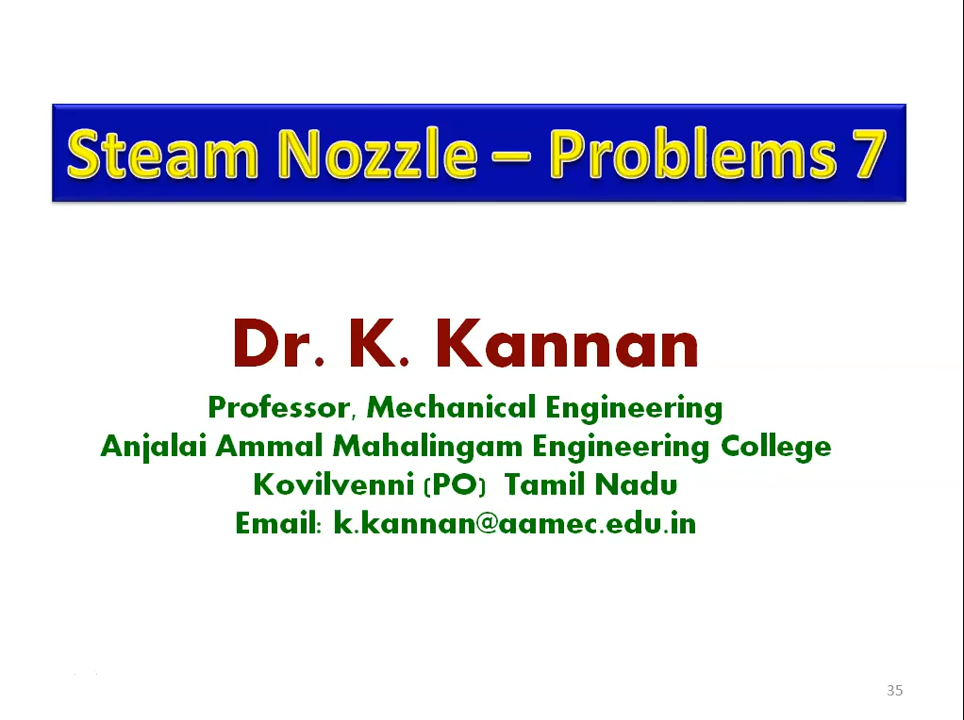 Steam Nozzle – Problems 7
Dr. K. Kannan
Professor, Mechanical Engineering
Anjalai Ammal Mahalingam Engineering College
Kovilvenni (PO) Tamil Nadu
Email: k.kannan@aamec.edu.in
35